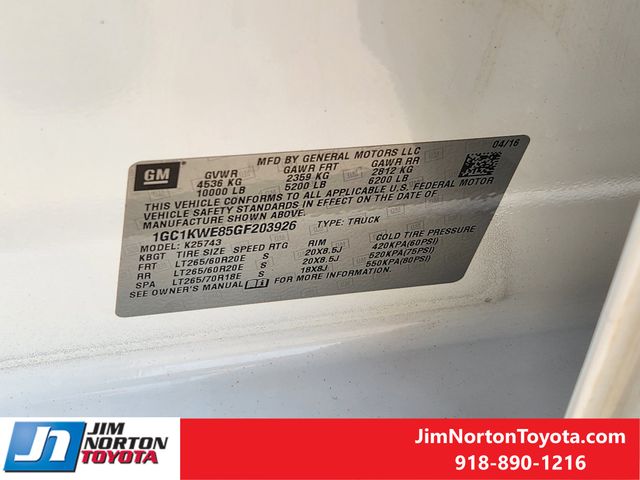 GM
MFD BY GENERAL MOTORS LLC
04/16
GVWR GAWR FRT GAWR RR
4536 KG 2359 KG 2812 KG
10000 LB 5200 LB 6200 LB
THIS VEHICLE CONFORMS TO ALL APPLICABLE U.S. FEDERAL MOTOR
VEHICLE SAFETY STANDARDS IN EFFECT ON THE DATE OF
MANUFACTURE SHOWN ABOVE.
1GC1KWE85GF203926 TYPE: TRUCK
MODEL: K25743
KBGT TIRE SIZE SPEED RTG RIM COLD TIRE PRESSURE
FRT LT265/60R20E S 20X8.5J 420KPA(60PSI)
RR LT265/60R20E S 20X8.5J 520KPA(75PSI)
SPA LT265/70R18E S 18X8J 550KPA(80PSI)
SEE OWNER'S MANUAL FOR MORE INFORMATION
JIM
NORTON
TOYOTA
JimNortonToyota.com
918-890-1216